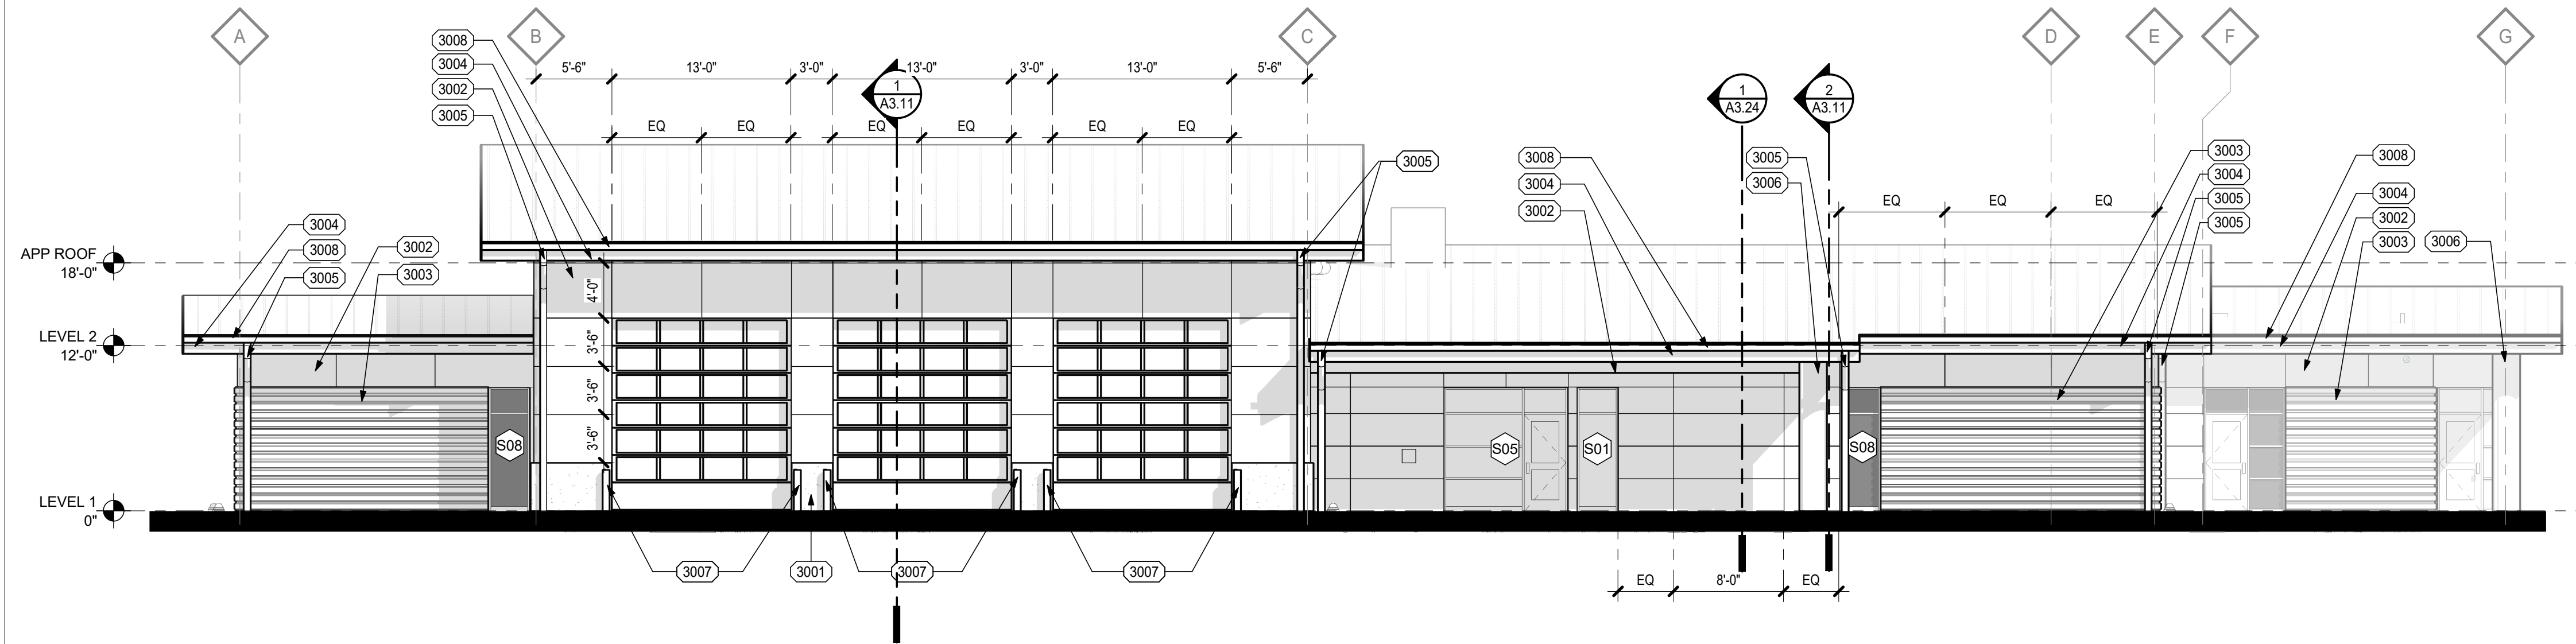 A
B
C
D
E
F
G
3008
3004
3002
3005
5'-6"
13'-0"
3'-0"
13'-0"
3'-0"
13'-0"
5'-6"
1
A3.11
1
A3.24
2
A3.11
EQ
EQ
EQ
EQ
EQ
EQ
3005
3008
3004
3002
3005
3006
3003
3004
3005
3005
3008
3004
3002
3003
3006
EQ
EQ
EQ
3004
3008
3005
3002
3003
APP ROOF
18'-0"
LEVEL 2
12'-0"
LEVEL 1
0"
4'-0"
3'-6"
3'-6"
3'-6"
S08
S05
S01
S08
3007
3001
3007
3007
EQ
8'-0"
EQ